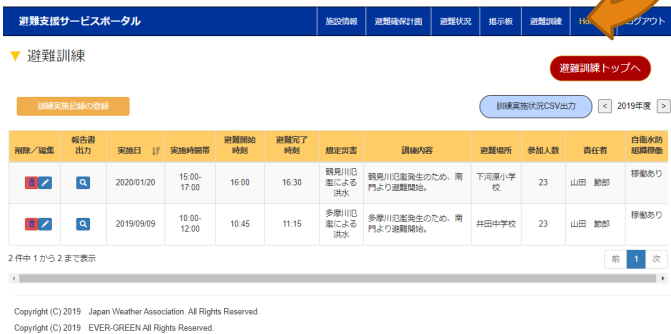 避難支援サービスポータル 施設情報 避難確保計画 避難状況 掲示板 避難訓練 グアウト
▼ 避難訓練
避難訓練トップへ
訓練実施記録の登録 訓練実施状況CSV出力 < 2019年度 >
削除／編集 報告書出力 実施日 実施時間帯 避難開始時刻 避難完了時刻 想定災害 訓練内容 避難場所 参加人数 責任者 自衛水防組織稼働
2020/01/20 15:00-17:00 16:00 16:30 鶴見川氾濫による洪水 鶴見川氾濫発生のため、南門より避難開始。 下河原小学校 23 山田 節郎 稼働あり
2019/09/09 10:00-12:00 10:45 11:15 多摩川氾濫による洪水 多摩川氾濫発生のため、南門より避難開始。 井田中学校 23 山田 節郎 稼働あり
2 件中 1 から 2 まで表示 前 1 次
Copyright (C) 2019 Japan Weather Association. All Rights Reserved.
Copyright (C) 2019 EVER-GREEN All Rights Reserved.